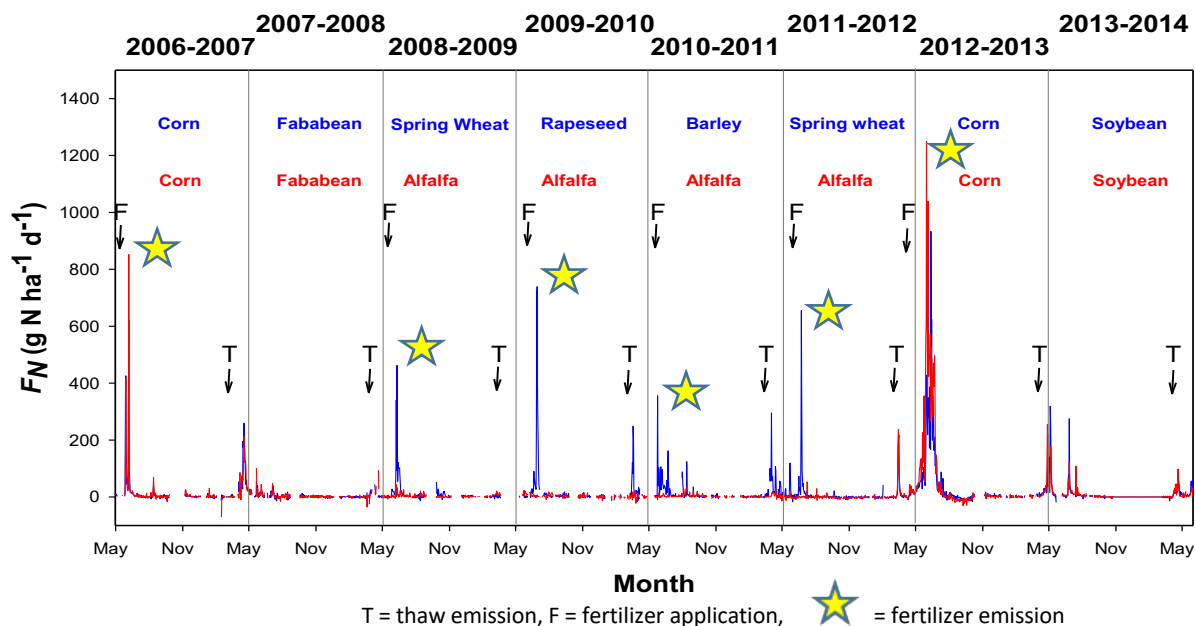 2007-2008 2009-2010 2011-2012 2013-2014
2006-2007 2008-2009 2010-2011 2012-2013
1400
Corn Fababean Spring Wheat Rapeseed Barley Spring wheat Corn Soybean
1200
Corn Fababean Alfalfa Alfalfa Alfalfa Alfalfa Corn Soybean
1000
F F F F F F
800
600
400
T T T T T T T T
200
0
F_N (g N ha⁻¹ d⁻¹)
May Nov May Nov May Nov May Nov May Nov May Nov May Nov May Nov May
Month
T = thaw emission, F = fertilizer application, = fertilizer emission